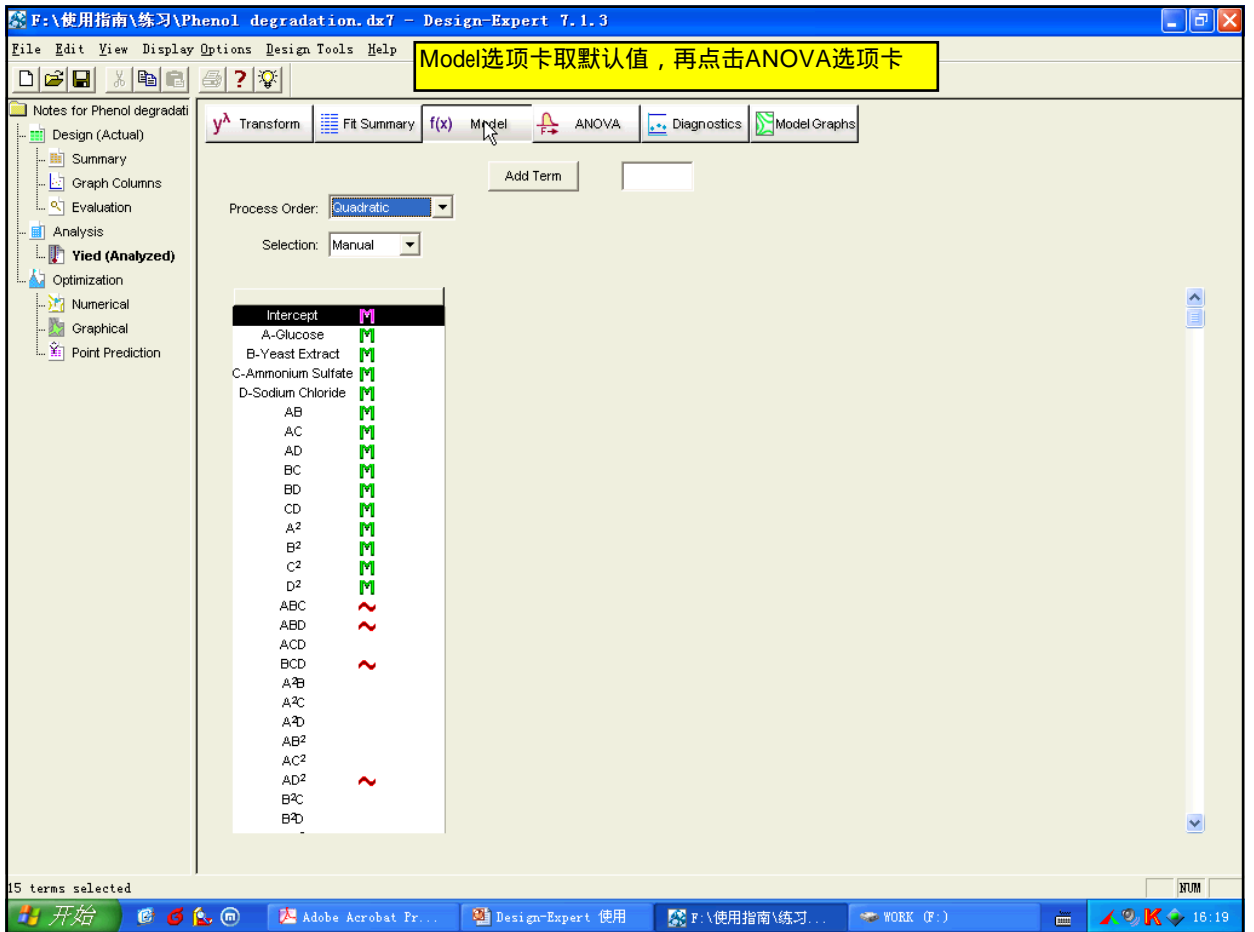 F:\使用指南\练习\Phenol degradation.dx7 - Design-Expert 7.1.3
File Edit View Display Options Design Tools Help
Model选项卡取默认值，再点击ANOVA选项卡
Notes for Phenol degradati
Design (Actual)
Summary
Graph Columns
Evaluation
Analysis
Yied (Analyzed)
Optimization
Numerical
Graphical
Point Prediction
yλ Transform Fit Summary f(x) Model ANOVA Diagnostics Model Graphs
Add Term
Process Order: Quadratic
Selection: Manual
Intercept M
A-Glucose M
B-Yeast Extract M
C-Ammonium Sulfate M
D-Sodium Chloride M
AB M
AC M
AD M
BC M
BD M
CD M
A² M
B² M
C² M
D² M
ABC ~
ABD ~
ACD
BCD ~
A²B
A²C
A²D
AB²
AC²
AD² ~
B²C
B²D
15 terms selected
NUM
开始 Adobe Acrobat Pr... Design-Expert 使用 F:\使用指南\练习... WORK (F:) 16:19